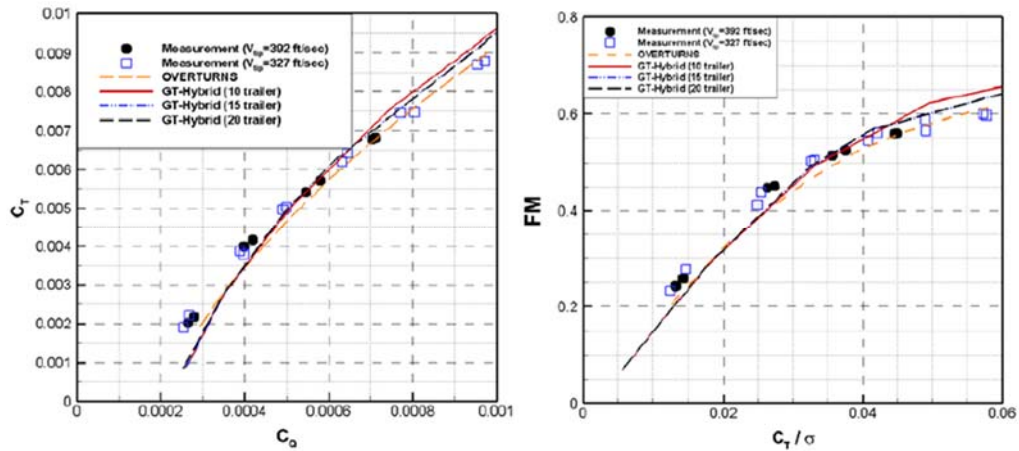 0.01
0.009
0.008
0.007
0.006
0.005
0.004
0.003
0.002
0.001
0
C_T
Measurement (V_tip=392 ft/sec)
Measurement (V_tip=327 ft/sec)
OVERTURNS
GT-Hybrid (10 trailer)
GT-Hybrid (15 trailer)
GT-Hybrid (20 trailer)
0 0.0002 0.0004 0.0006 0.0008 0.001
C_Q
0.8
0.6
0.4
0.2
0
FM
Measurement (V_tip=392 ft/sec)
Measurement (V_tip=327 ft/sec)
OVERTURNS
GT-Hybrid (10 trailer)
GT-Hybrid (15 trailer)
GT-Hybrid (20 trailer)
0 0.02 0.04 0.06
C_T / σ